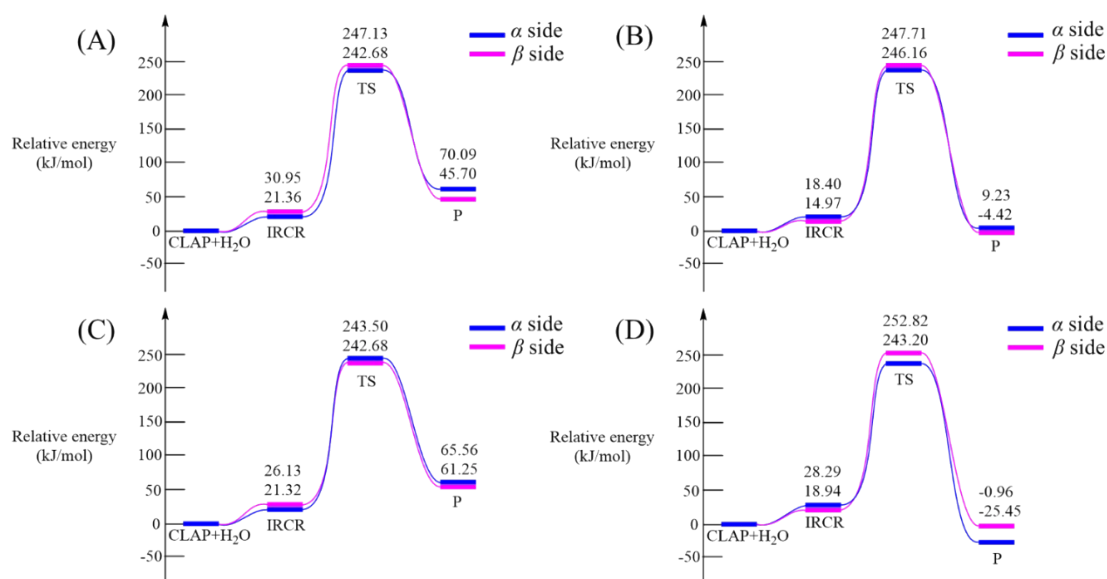 (A)
247.13
242.68
α side
β side
250
TS
200
150
Relative energy
(kJ/mol)
100
70.09
45.70
50
30.95
21.36
P
0
CLAP+H₂O
IRCR
-50
(B)
247.71
246.16
α side
β side
250
TS
200
150
Relative energy
(kJ/mol)
100
50
18.40
14.97
9.23
-4.42
0
CLAP+H₂O
IRCR
P
-50
(C)
243.50
242.68
α side
β side
250
TS
200
150
Relative energy
(kJ/mol)
100
65.56
61.25
50
26.13
21.32
P
0
CLAP+H₂O
IRCR
-50
(D)
252.82
243.20
α side
β side
250
TS
200
150
Relative energy
(kJ/mol)
100
50
28.29
18.94
-0.96
-25.45
0
CLAP+H₂O
IRCR
P
-50